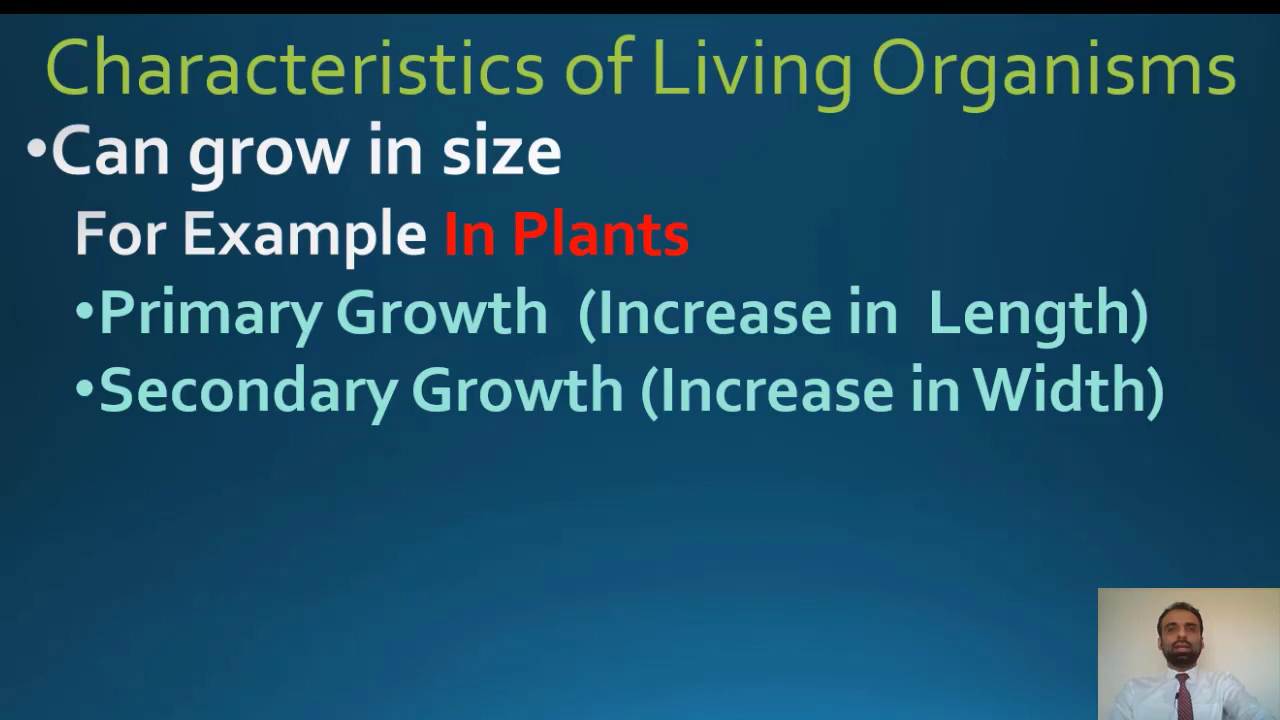 Characteristics of Living Organisms
•Can grow in size
For Example In Plants
•Primary Growth (Increase in Length)
•Secondary Growth (Increase in Width)